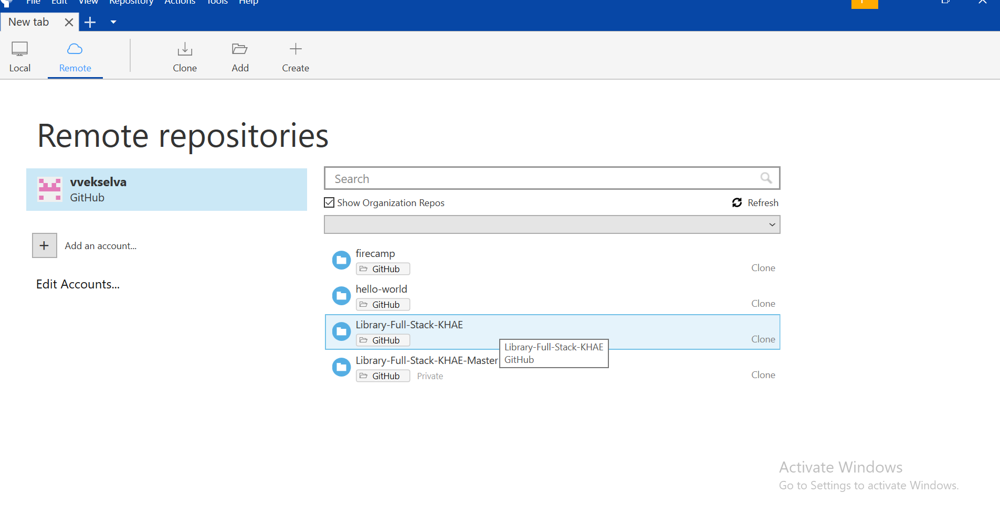 File Edit View Repository Actions Tools Help
New tab
Local Remote Clone Add Create
Remote repositories
vvekselva
GitHub
Add an account...
Edit Accounts...
Search
Show Organization Repos Refresh
firecamp
GitHub Clone
hello-world
GitHub Clone
Library-Full-Stack-KHAE
GitHub Clone
Library-Full-Stack-KHAE
GitHub
Library-Full-Stack-KHAE-Master
GitHub Private Clone
Activate Windows
Go to Settings to activate Windows.